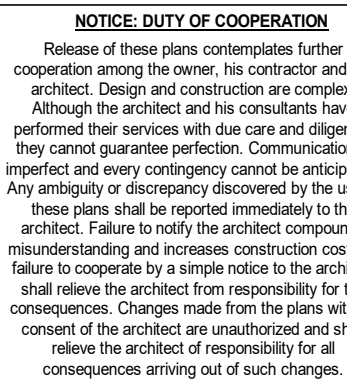 NOTICE: DUTY OF COOPERATION
Release of these plans contemplates further
cooperation among the owner, his contractor and
architect. Design and construction are complex
Although the architect and his consultants have
performed their services with due care and diligen
they cannot guarantee perfection. Communication
imperfect and every contingency cannot be anticip
Any ambiguity or discrepancy discovered by the us
these plans shall be reported immediately to th
architect. Failure to notify the architect compoun
misunderstanding and increases construction cos
failure to cooperate by a simple notice to the archi
shall relieve the architect from responsibility for t
consequences. Changes made from the plans wit
consent of the architect are unauthorized and sh
relieve the architect of responsibility for all
consequences arriving out of such changes.